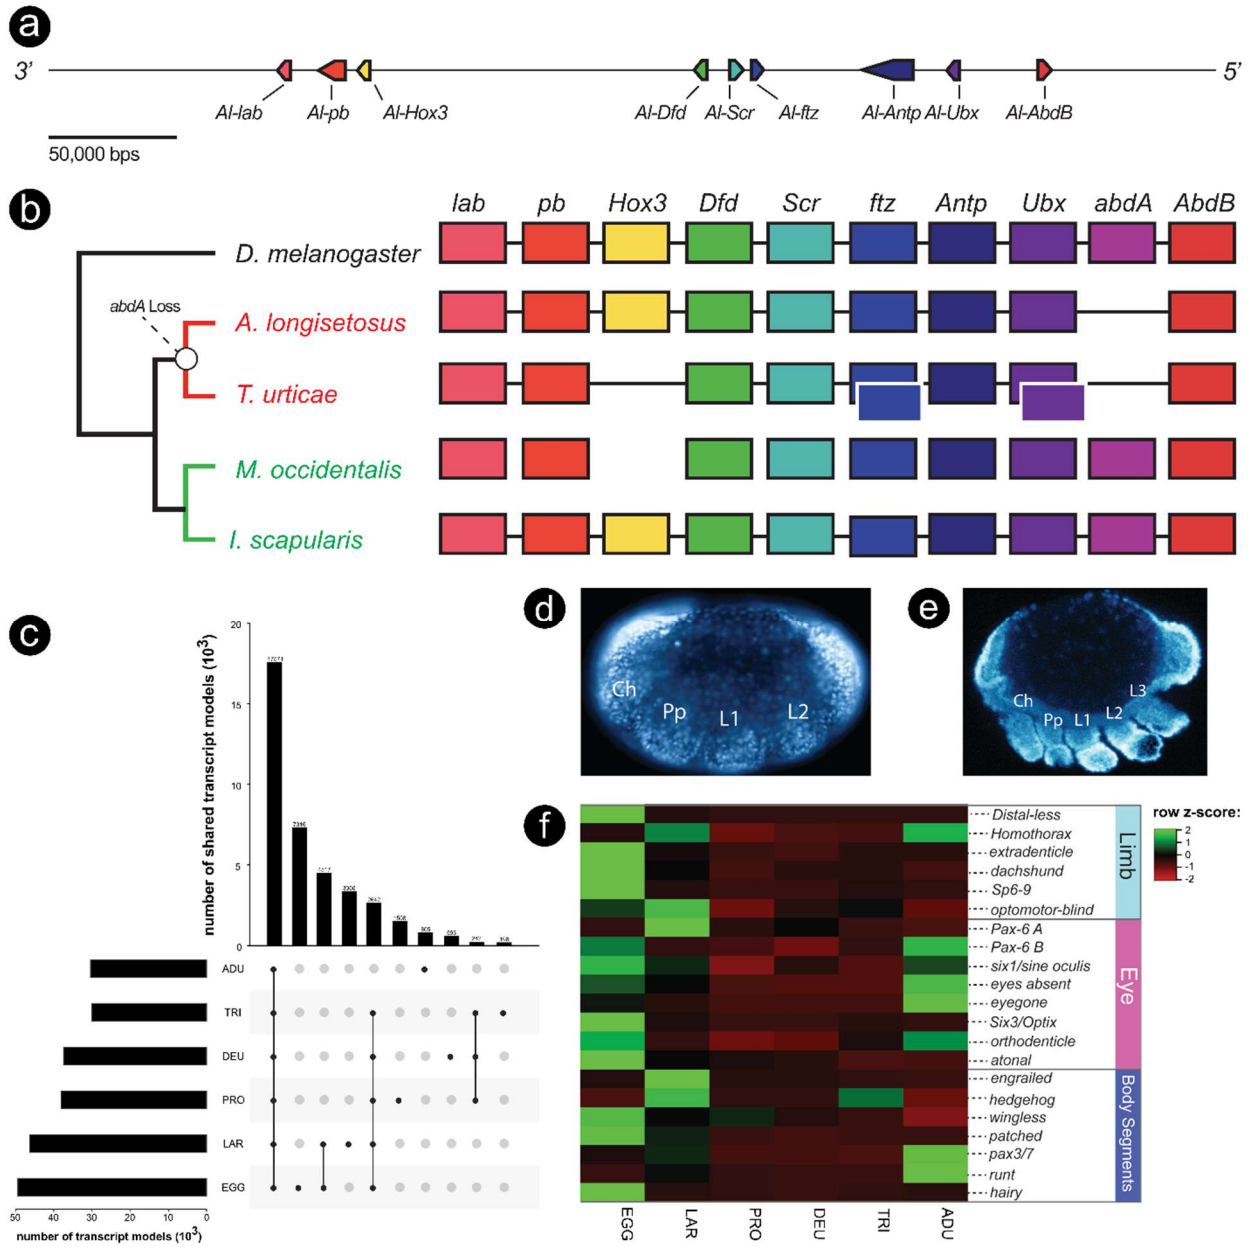 a
3’
5’
Al-lab
Al-pb
Al-Hox3
Al-Dfd
Al-Scr
Al-ftz
Al-Antp
Al-Ubx
Al-AbdB
50,000 bps
b
lab
pb
Hox3
Dfd
Scr
ftz
Antp
Ubx
abdA
AbdB
D. melanogaster
abdA Loss
A. longisetosus
T. urticae
M. occidentalis
I. scapularis
c
number of shared transcript models (10³)
20
15
10
5
0
ADU
TRI
DEU
PRO
LAR
EGG
50
40
30
20
10
0
number of transcript models (10³)
d
Ch
Pp
L1
L2
e
Ch
Pp
L1
L2
L3
f
Distal-less
Homothorax
extradenticle
dachshund
Sp6-9
optomotor-blind
Pax-6 A
Pax-6 B
six1/sine oculis
eyes absent
eyegone
Six3/Optix
orthodenticle
atonal
engrailed
hedgehog
wingless
patched
pax3/7
runt
hairy
Limb
Eye
Body Segments
EGG
LAR
PRO
DEU
TRI
ADU
row z-score:
2
1
0
-1
-2